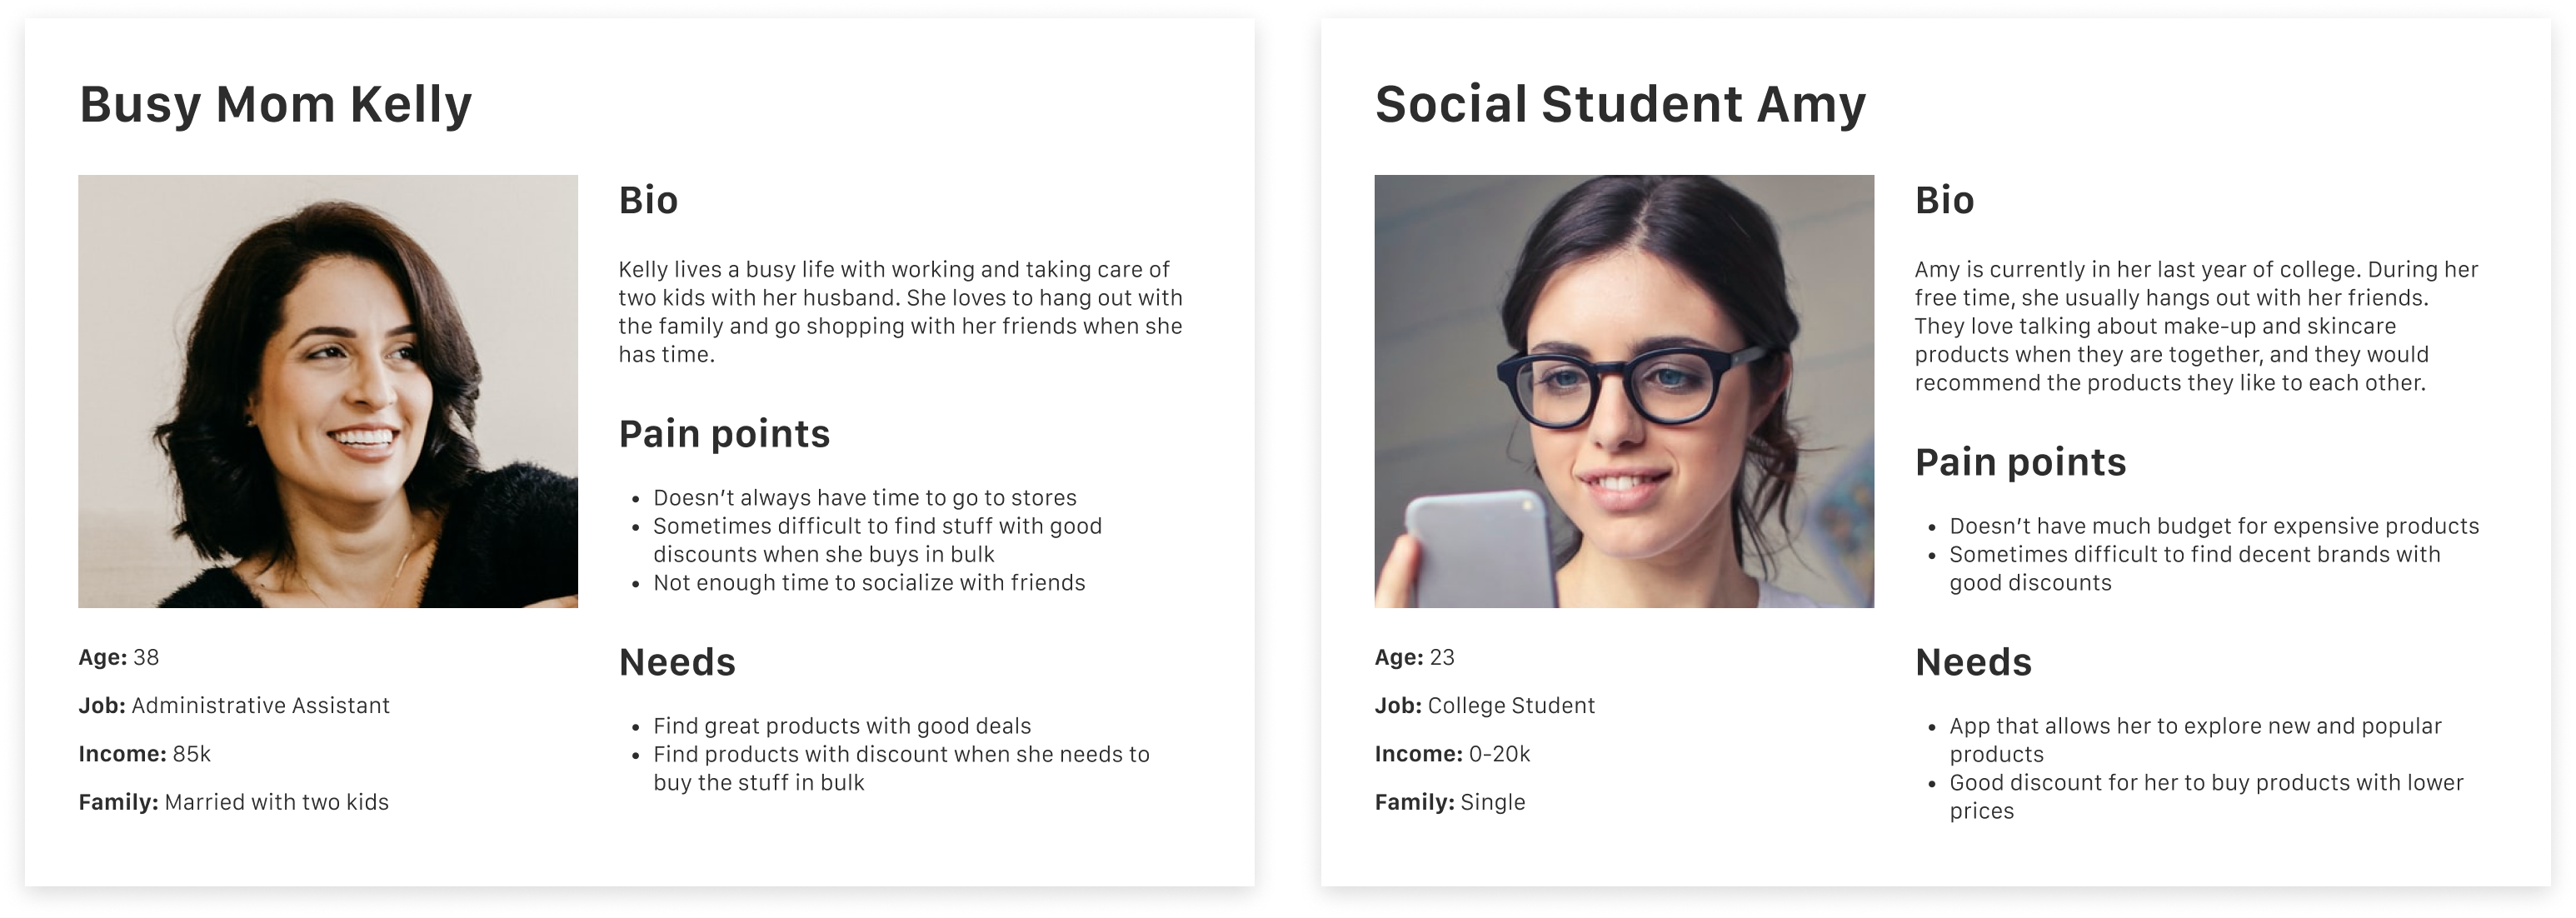 Busy Mom Kelly
Bio
Kelly lives a busy life with working and taking care of
two kids with her husband. She loves to hang out with
the family and go shopping with her friends when she
has time.
Pain points
• Doesn’t always have time to go to stores
• Sometimes difficult to find stuff with good
discounts when she buys in bulk
• Not enough time to socialize with friends
Needs
• Find great products with good deals
• Find products with discount when she needs to
buy the stuff in bulk
Age: 38
Job: Administrative Assistant
Income: 85k
Family: Married with two kids
Social Student Amy
Bio
Amy is currently in her last year of college. During her
free time, she usually hangs out with her friends.
They love talking about make-up and skincare
products when they are together, and they would
recommend the products they like to each other.
Pain points
• Doesn’t have much budget for expensive products
• Sometimes difficult to find decent brands with
good discounts
Needs
• App that allows her to explore new and popular
products
• Good discount for her to buy products with lower
prices
Age: 23
Job: College Student
Income: 0-20k
Family: Single